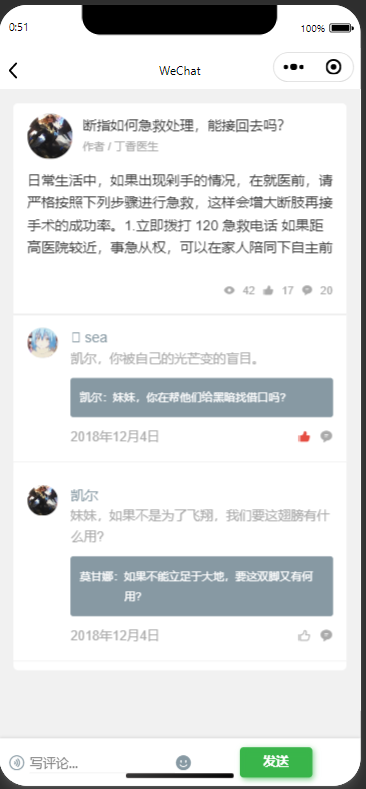 0:51
100%
WeChat
断指如何急救处理，能接回去吗？
作者 / 丁香医生
日常生活中，如果出现剁手的情况，在就医前，请
严格按照下列步骤进行急救，这样会增大断肢再接
手术的成功率。1.立即拨打 120 急救电话 如果距
高医院较近，事急从权，可以在家人陪同下自主前
42 17 20
sea
凯尔，你被自己的光芒变的盲目。
凯尔：妹妹，你在帮他们给黑暗找借口吗？
2018年12月4日
凯尔
妹妹，如果不是为了飞翔，我们要这翅膀有什
么用？
莫甘娜：如果不能立足于大地，要这双脚又有何
用？
2018年12月4日
写评论...
发送